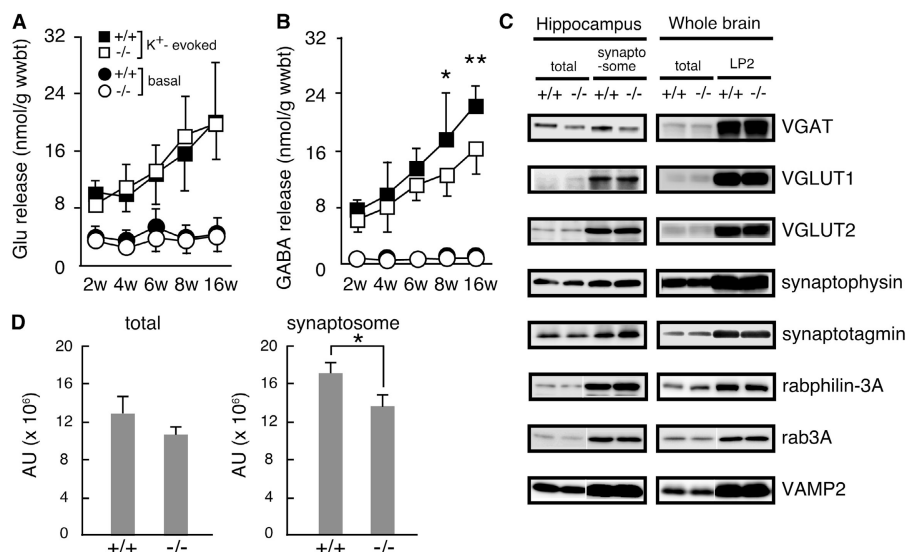 A
Glu release (nmol/g wwbt)
32
24
16
8
0
+/+
-/-
K+- evoked
+/+
-/-
basal
2w 4w 6w 8w 16w
B
GABA release (nmol/g wwbt)
32
24
16
8
0
*
**
2w 4w 6w 8w 16w
C
Hippocampus
Whole brain
total
synapto
-some
total
LP2
+/+ -/- +/+ -/- +/+ -/- +/+ -/-
VGAT
VGLUT1
VGLUT2
synaptophysin
synaptotagmin
rabphilin-3A
rab3A
VAMP2
D
total
AU (x 10⁶)
20
16
12
8
4
0
+/+ -/-
synaptosome
*
AU (x 10⁶)
20
16
12
8
4
0
+/+ -/-